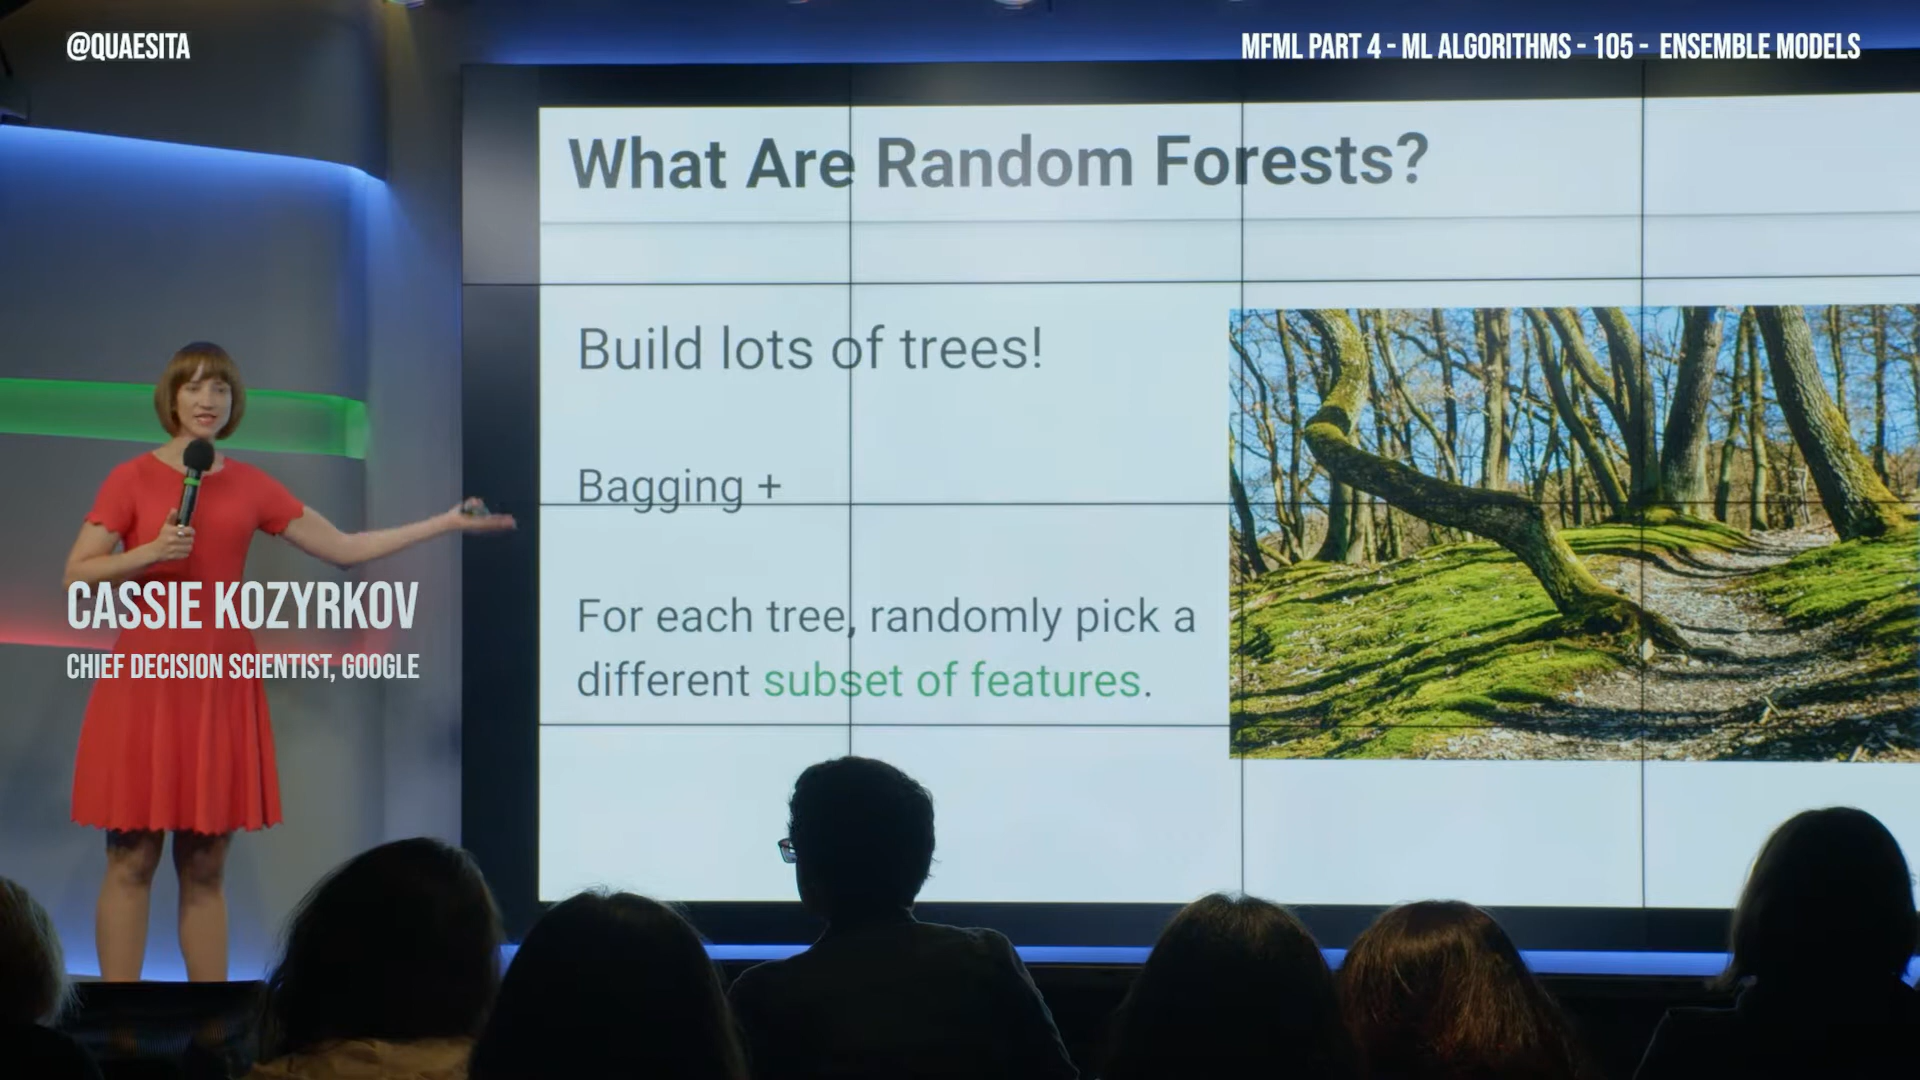 @QUAESITA
MFML PART 4 - ML ALGORITHMS - 105 - ENSEMBLE MODELS
What Are Random Forests?
Build lots of trees!
Bagging +
For each tree, randomly pick a
different subset of features.
CASSIE KOZYRKOV
CHIEF DECISION SCIENTIST, GOOGLE